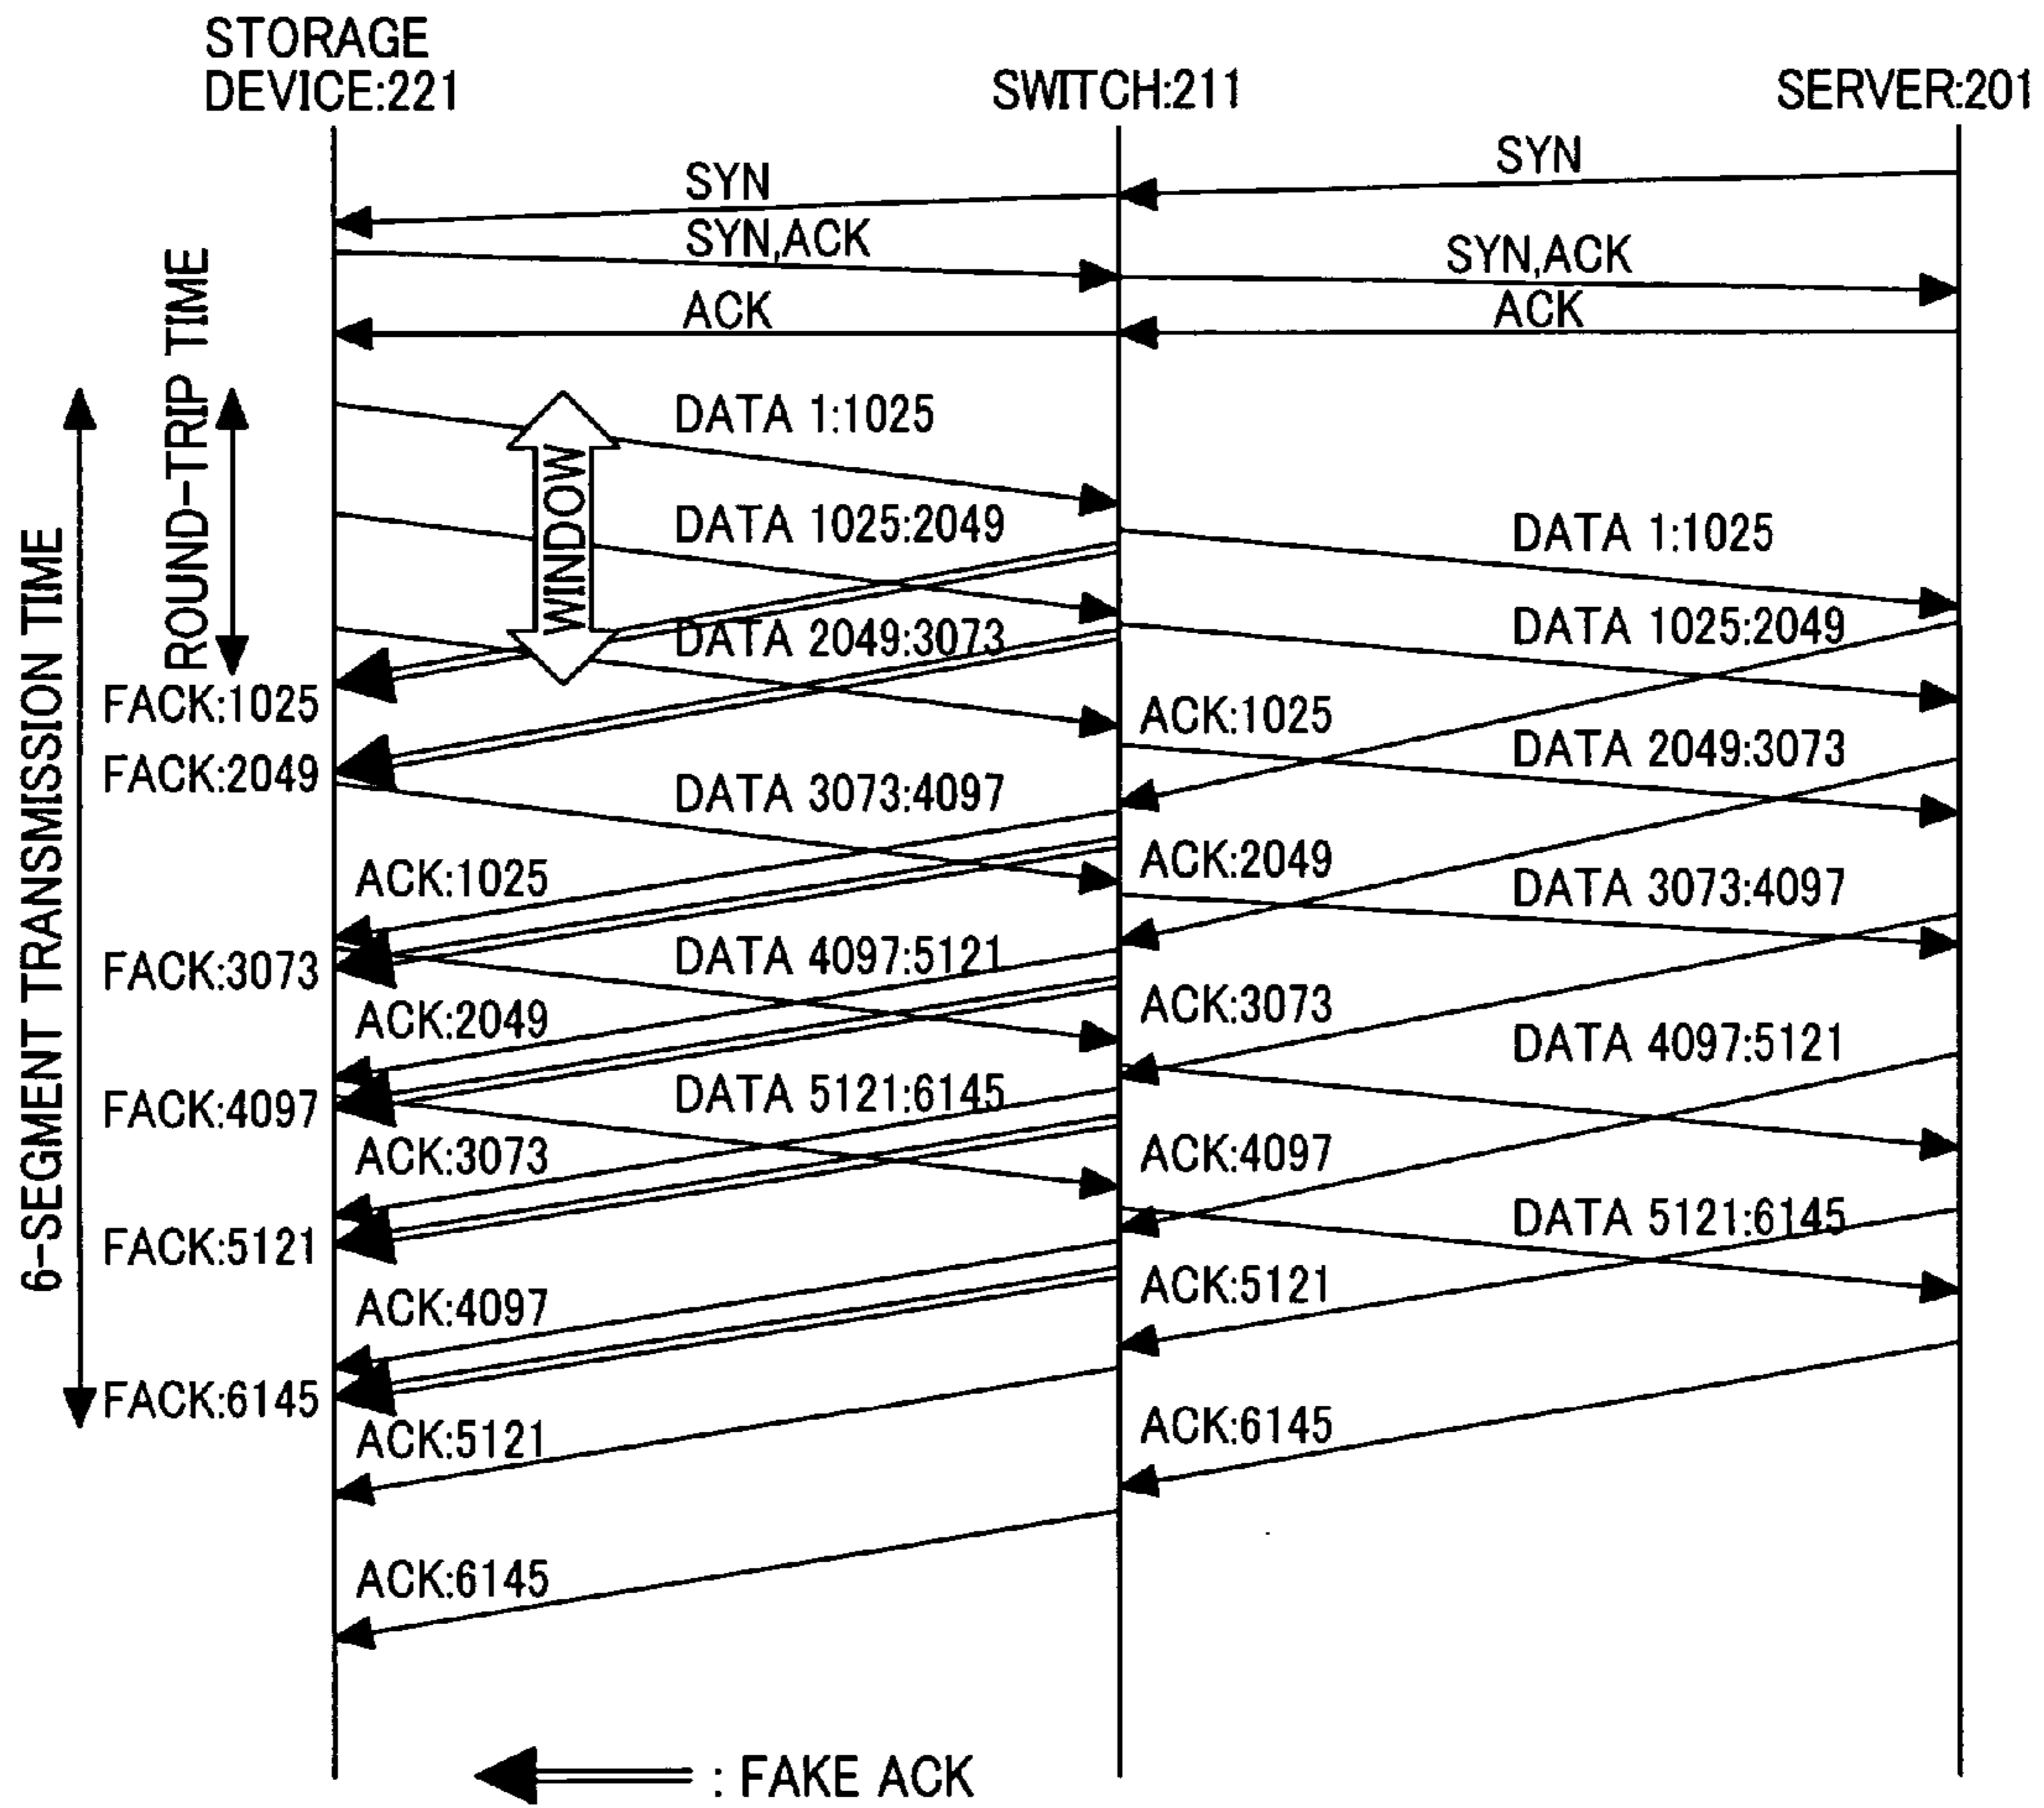 STORAGE
DEVICE:221
SWITCH:211
SERVER:201
SYN
SYN
SYN,ACK
SYN,ACK
ACK
ACK
ROUND-TRIP TIME
6-SEGMENT TRANSMISSION TIME
WINDOW
DATA 1:1025
DATA 1025:2049
DATA 1:1025
DATA 2049:3073
DATA 1025:2049
FACK:1025
ACK:1025
FACK:2049
DATA 3073:4097
DATA 2049:3073
ACK:1025
ACK:2049
DATA 3073:4097
FACK:3073
DATA 4097:5121
ACK:2049
ACK:3073
DATA 4097:5121
FACK:4097
DATA 5121:6145
ACK:3073
ACK:4097
FACK:5121
DATA 5121:6145
ACK:4097
ACK:5121
FACK:6145
ACK:5121
ACK:6145
ACK:6145
: FAKE ACK